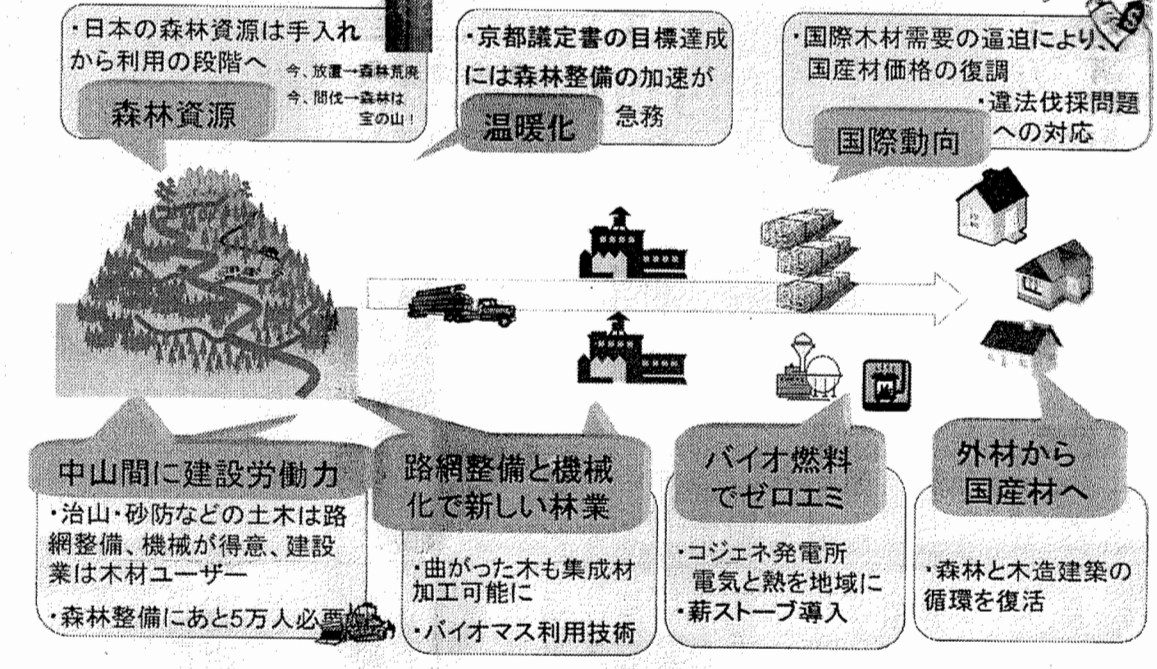 ・日本の森林資源は手入れ
から利用の段階へ
今、放置→森林荒廃
今、間伐→森林は
宝の山！
森林資源
・京都議定書の目標達成
には森林整備の加速が
急務
温暖化
・国際木材需要の逼迫により、
国産材価格の復調
・違法伐採問題
への対応
国際動向
中山間に建設労働力
・治山・砂防などの土木は路
網整備、機械が得意、建設
業は木材ユーザー
・森林整備にあと5万人必要
路網整備と機械
化で新しい林業
・曲がった木も集成材
加工可能に
・バイオマス利用技術
バイオ燃料
でゼロエミ
・コジェネ発電所
電気と熱を地域に
・薪ストーブ導入
外材から
国産材へ
・森林と木造建築の
循環を復活